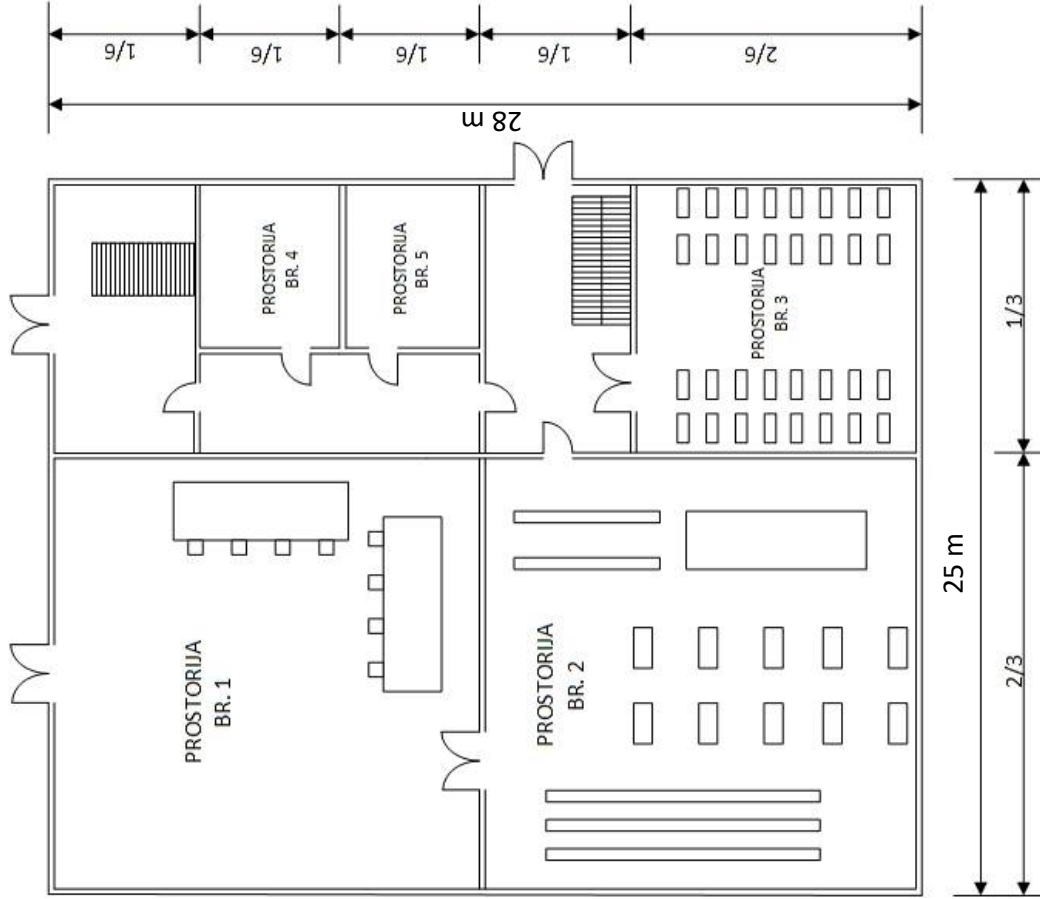 1/6
1/6
1/6
1/6
2/6
28 m
PROSTORIJA
BR. 4
PROSTORIJA
BR. 5
PROSTORIJA
BR. 3
PROSTORIJA
BR. 1
PROSTORIJA
BR. 2
1/3
25 m
2/3